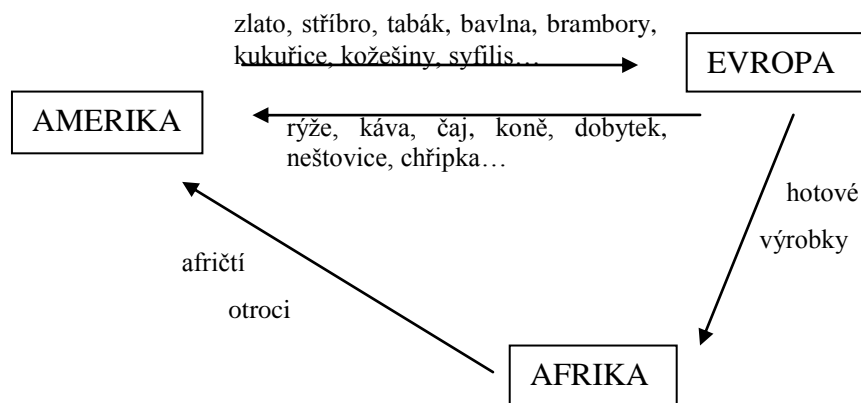 zlato, stříbro, tabák, bavlna, brambory,
kukuřice, kožešiny, syfilis…
EVROPA
AMERIKA
rýže, káva, čaj, koně, dobytek,
neštovice, chřipka…
hotové
výrobky
afričtí
otroci
AFRIKA